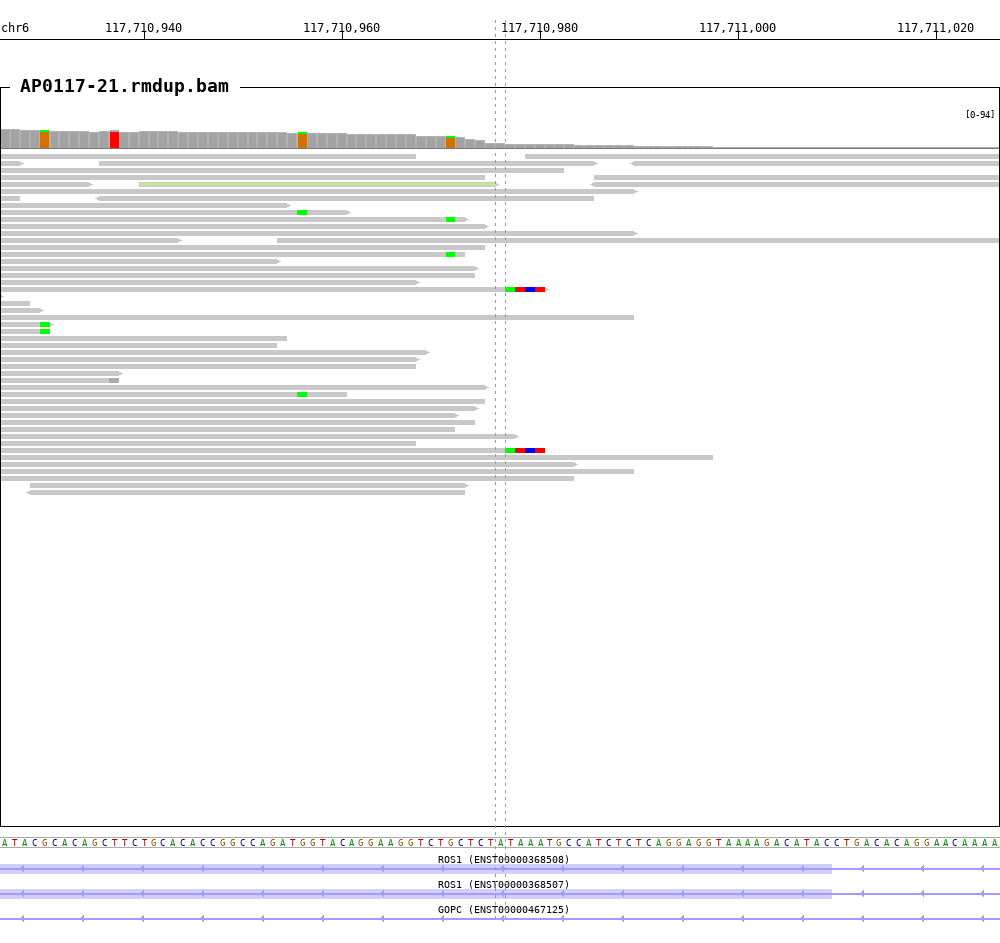 chr6 117,710,940 117,710,960 117,710,980 117,711,000 117,711,020
AP0117-21.rmdup.bam
[0-94]
ATACGCACAGCTTCTGCACACCGGCCAGATGGTACAGGAAGGTCTGCTCTATAAATGCCATCTCTCAGGAGGTAAAAGACATACCTGACACAGGAACAAAA
ROS1 (ENST00000368508)
ROS1 (ENST00000368507)
GOPC (ENST00000467125)